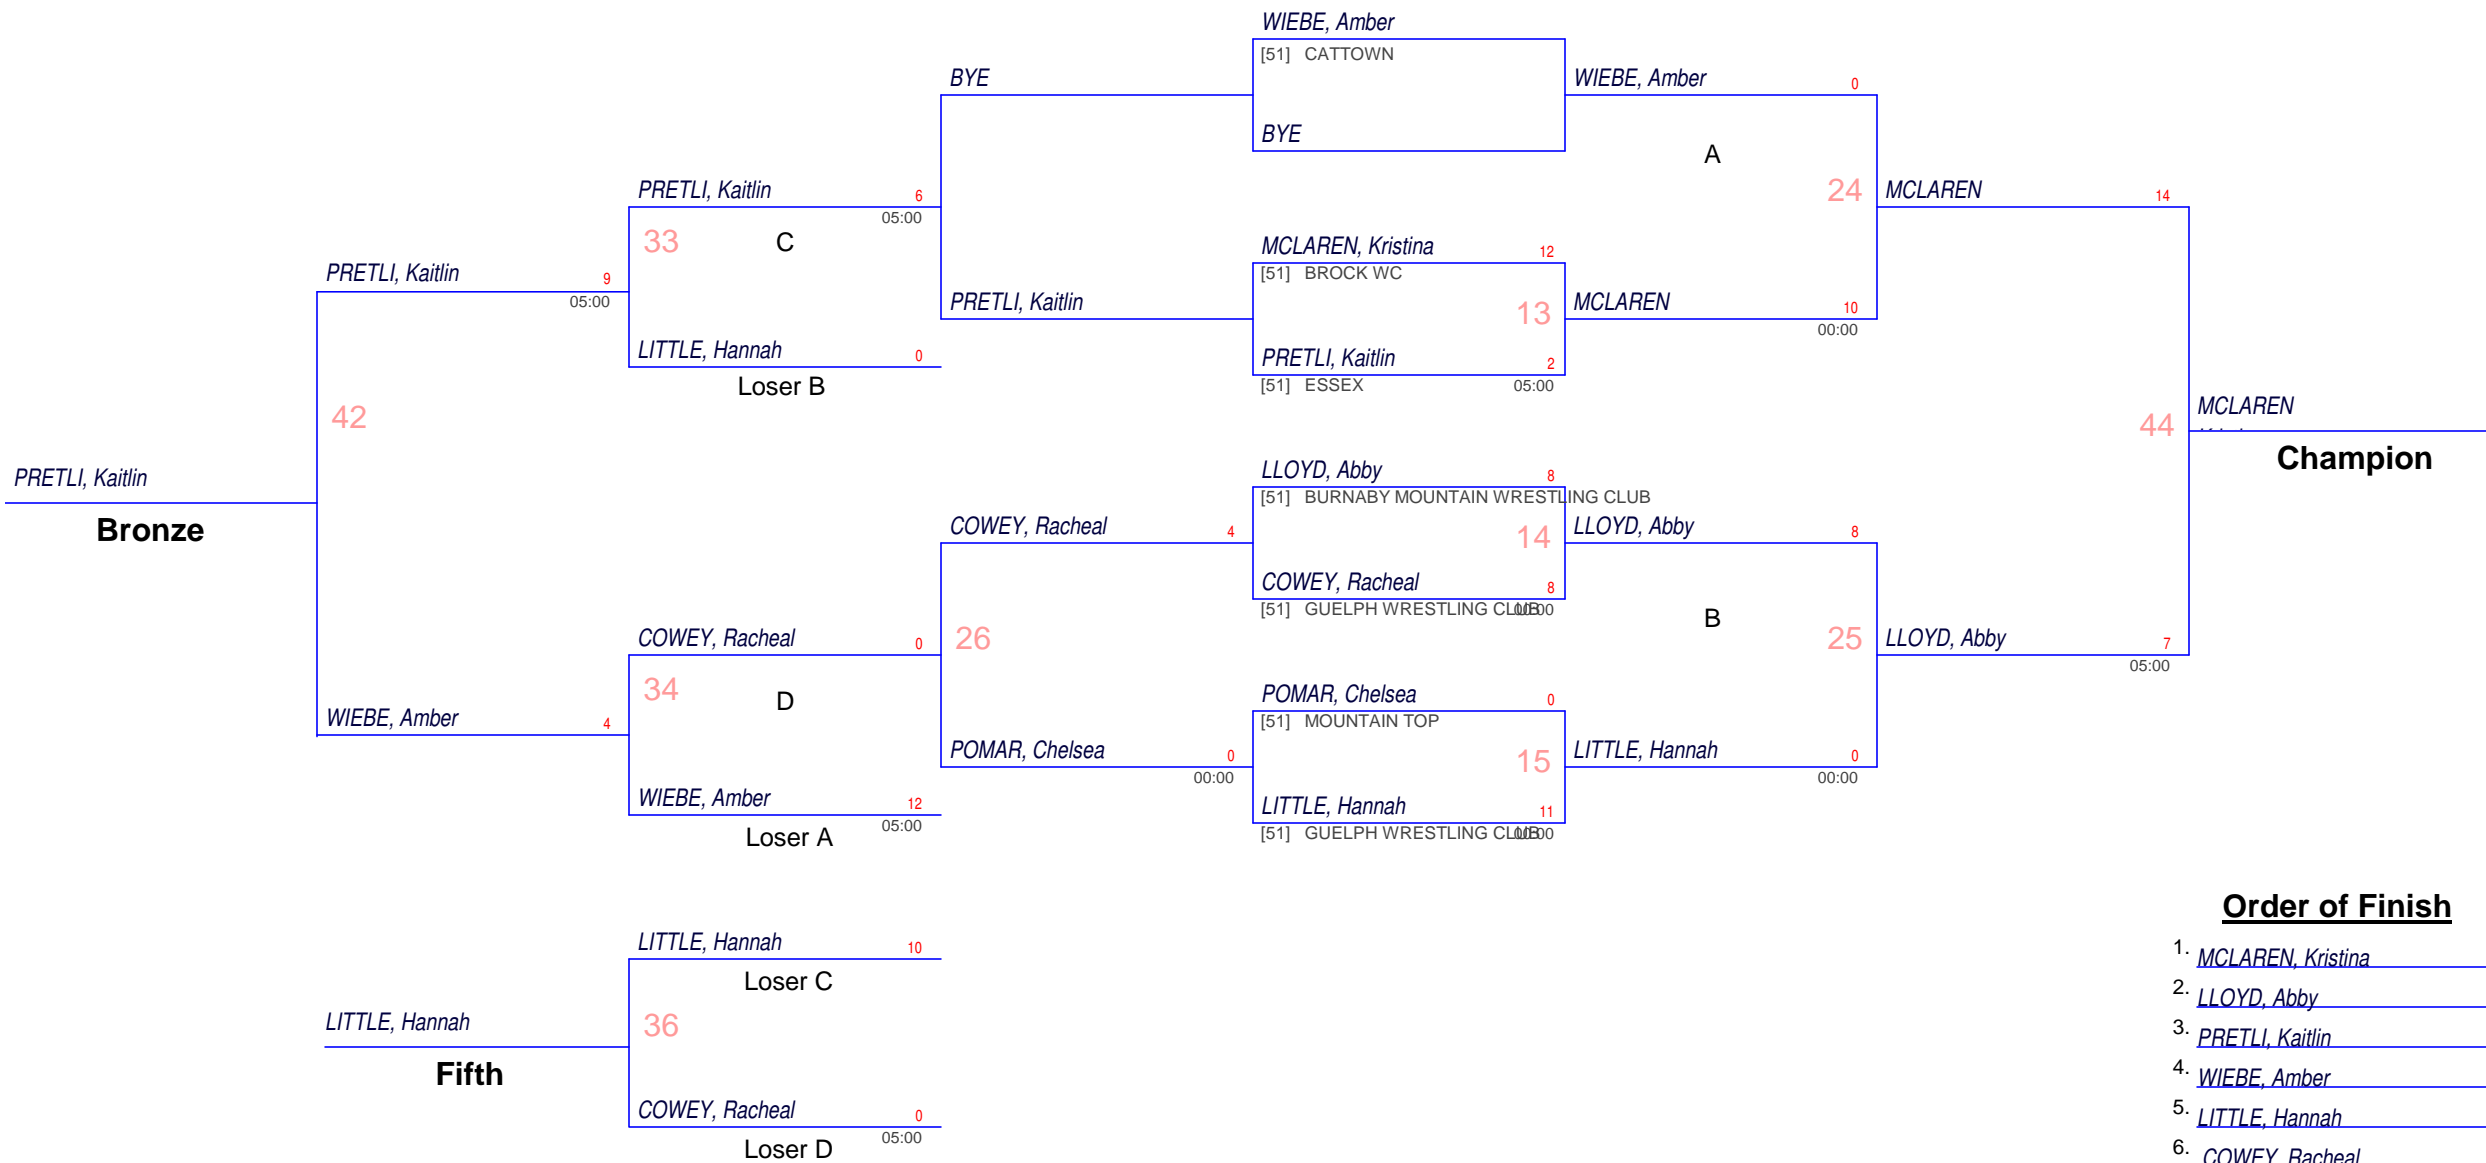 WIEBE, Amber
[51] CATTOWN
BYE
WIEBE, Amber 0
BYE
A
PRETLI, Kaitlin 6
05:00
24
MCLAREN 14
33
C
MCLAREN, Kristina 12
[51] BROCK WC
PRETLI, Kaitlin 9
05:00
PRETLI, Kaitlin
13
MCLAREN 10
00:00
LITTLE, Hannah 0
Loser B
PRETLI, Kaitlin 2
[51] ESSEX 05:00
42
44
MCLAREN
Champion
PRETLI, Kaitlin
Bronze
LLOYD, Abby 8
[51] BURNABY MOUNTAIN WRESTLING CLUB
COWEY, Racheal 4
14
LLOYD, Abby 8
COWEY, Racheal 8
[51] GUELPH WRESTLING CLUB 00:00
B
COWEY, Racheal 0
26
25
LLOYD, Abby 7
05:00
34
D
POMAR, Chelsea 0
[51] MOUNTAIN TOP
WIEBE, Amber 4
POMAR, Chelsea 0
00:00
15
LITTLE, Hannah 0
00:00
WIEBE, Amber 12
Loser A 05:00
LITTLE, Hannah 11
[51] GUELPH WRESTLING CLUB 00:00
LITTLE, Hannah 10
Loser C
LITTLE, Hannah
Fifth
36
COWEY, Racheal 0
Loser D 05:00
Order of Finish
1. MCLAREN, Kristina
2. LLOYD, Abby
3. PRETLI, Kaitlin
4. WIEBE, Amber
5. LITTLE, Hannah
6. COWEY, Racheal